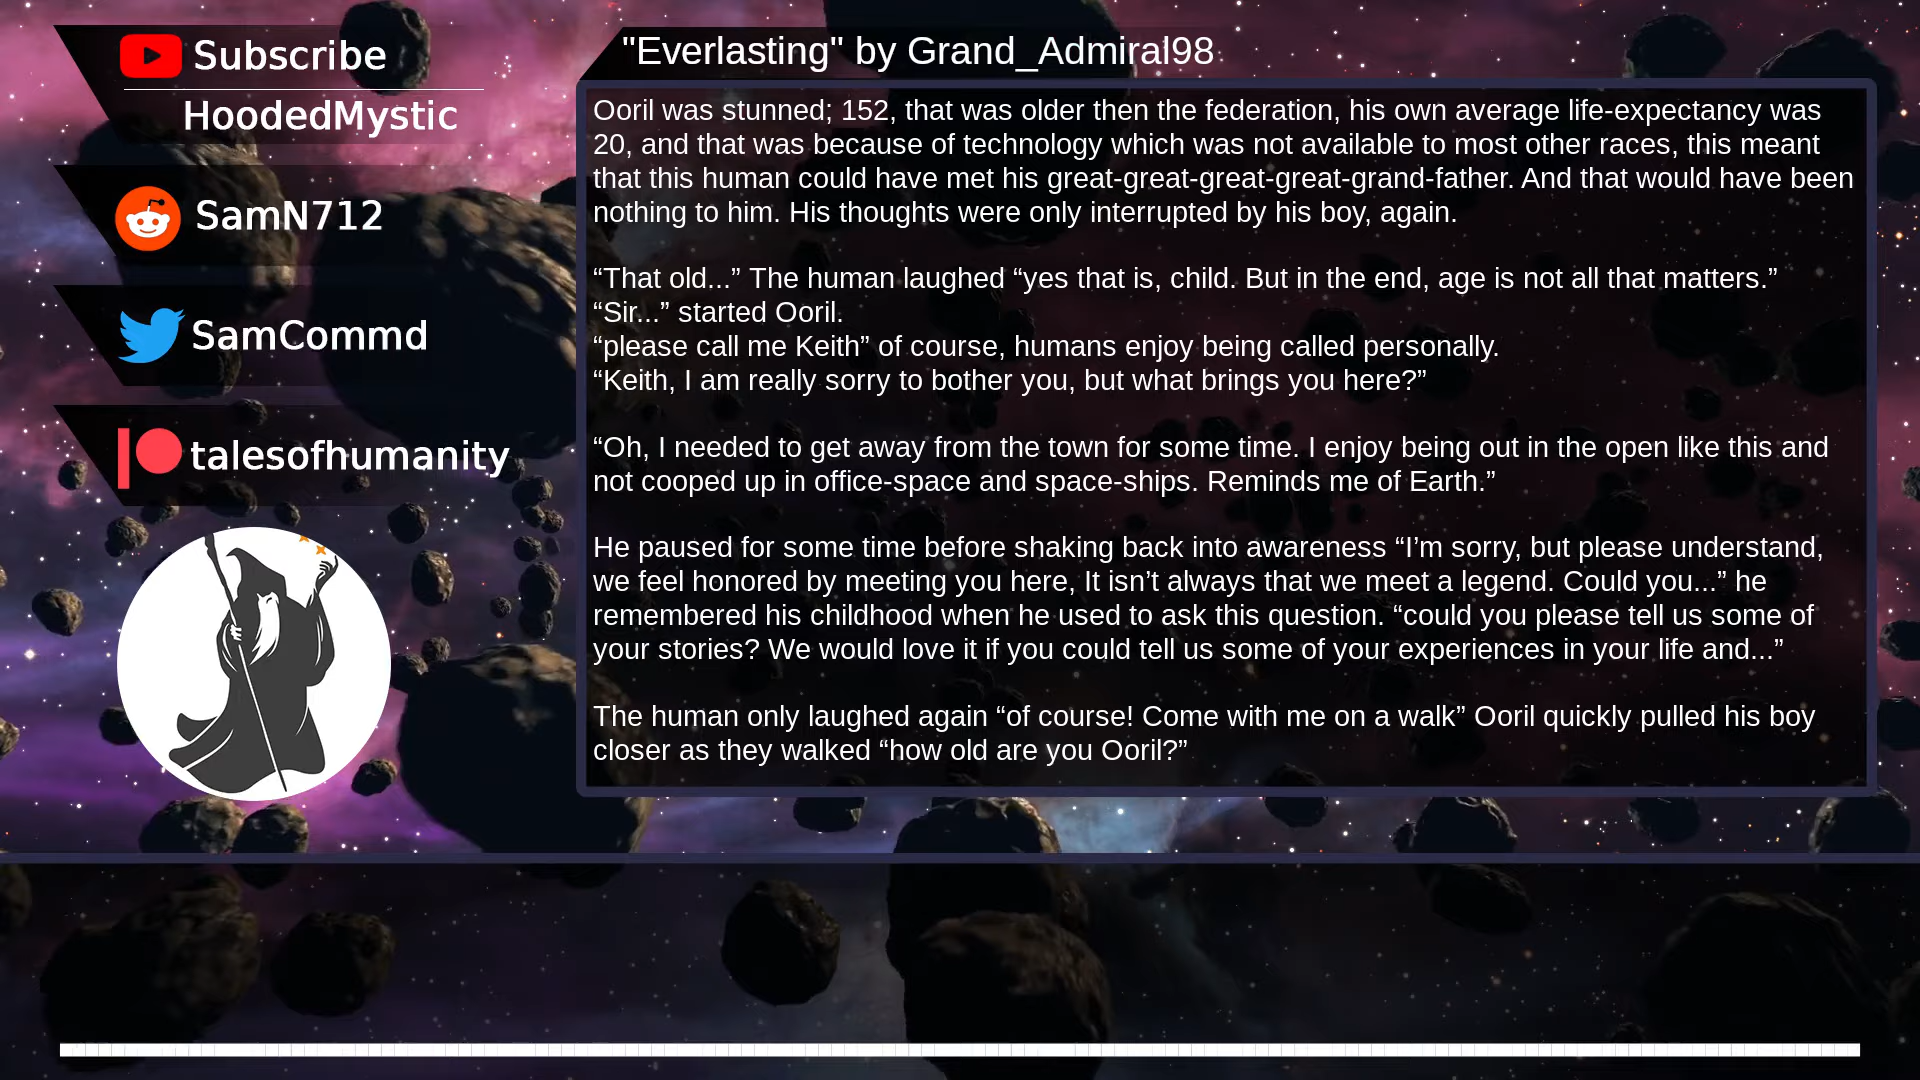 Subscribe
HoodedMystic
SamN712
SamCommd
talesofhumanity
"Everlasting" by Grand_Admiral98
Ooril was stunned; 152, that was older then the federation, his own average life-expectancy was
20, and that was because of technology which was not available to most other races, this meant
that this human could have met his great-great-great-great-grand-father. And that would have been
nothing to him. His thoughts were only interrupted by his boy, again.
“That old...” The human laughed “yes that is, child. But in the end, age is not all that matters.”
“Sir...” started Ooril.
“please call me Keith” of course, humans enjoy being called personally.
“Keith, I am really sorry to bother you, but what brings you here?”
“Oh, I needed to get away from the town for some time. I enjoy being out in the open like this and
not cooped up in office-space and space-ships. Reminds me of Earth.”
He paused for some time before shaking back into awareness “I’m sorry, but please understand,
we feel honored by meeting you here, It isn’t always that we meet a legend. Could you...” he
remembered his childhood when he used to ask this question. “could you please tell us some of
your stories? We would love it if you could tell us some of your experiences in your life and...”
The human only laughed again “of course! Come with me on a walk” Ooril quickly pulled his boy
closer as they walked “how old are you Ooril?”